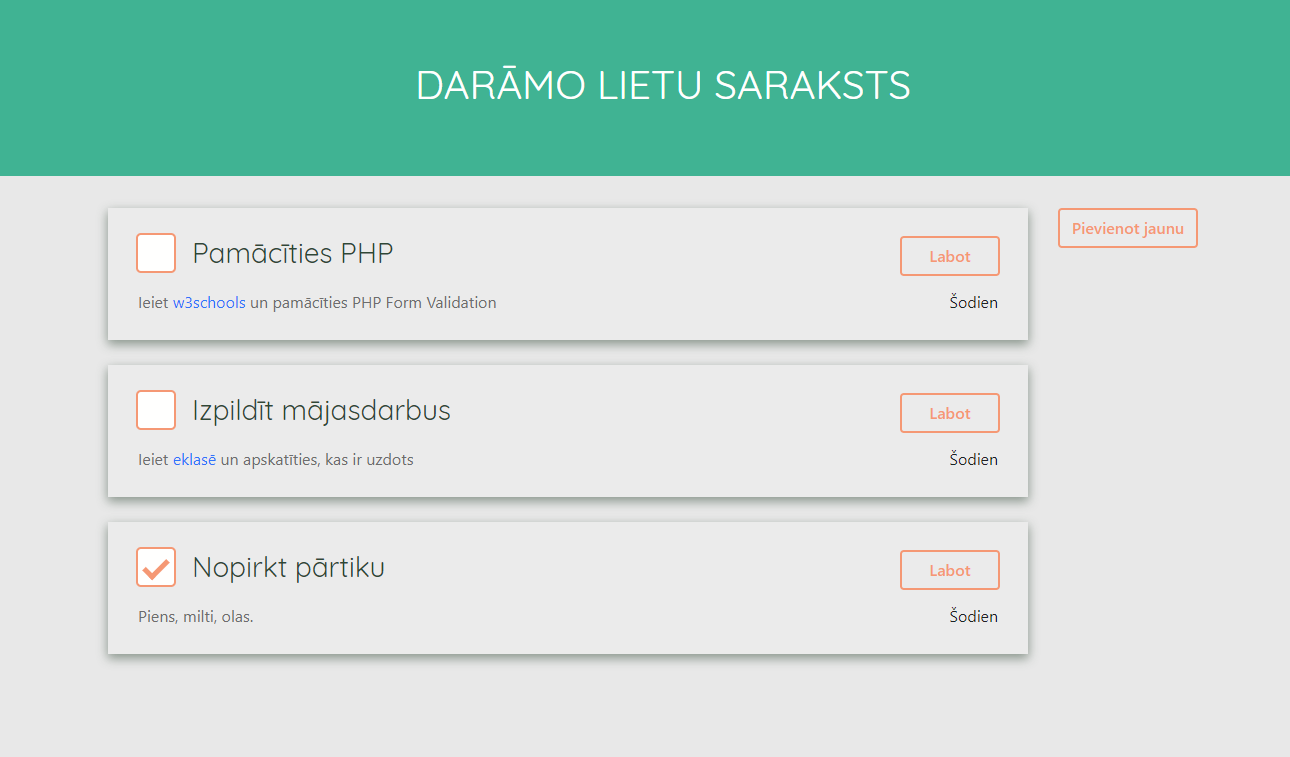 DARĀMO LIETU SARAKSTS
Pievienot jaunu
Pamācīties PHP
Labot
Ieiet w3schools un pamācīties PHP Form Validation
Šodien
Izpildīt mājasdarbus
Labot
Ieiet eklasē un apskatīties, kas ir uzdots
Šodien
Nopirkt pārtiku
Labot
Piens, milti, olas.
Šodien